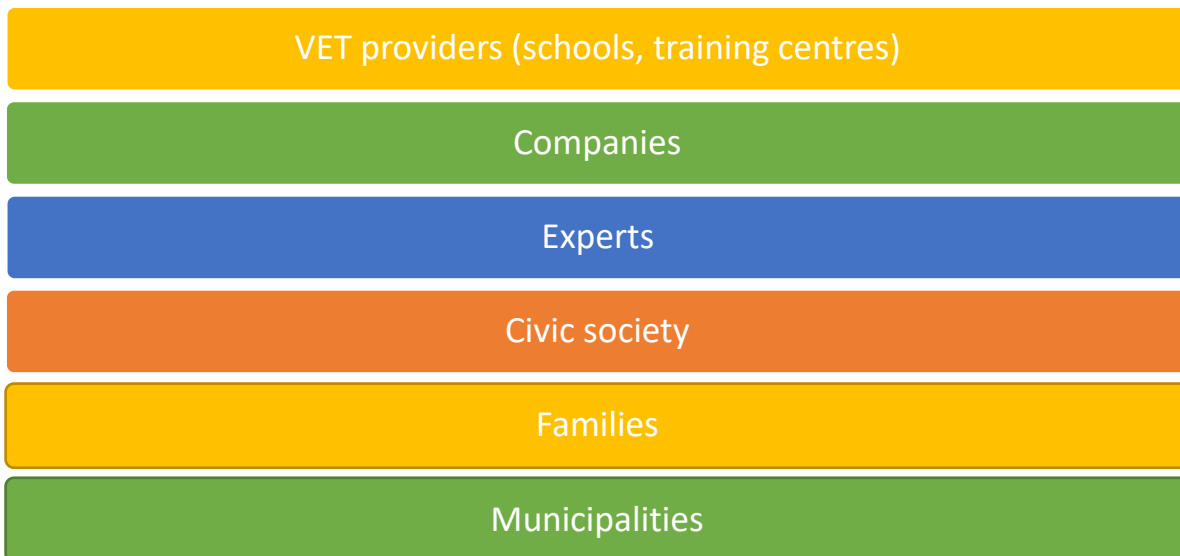 VET providers (schools, training centres)
Companies
Experts
Civic society
Families
Municipalities